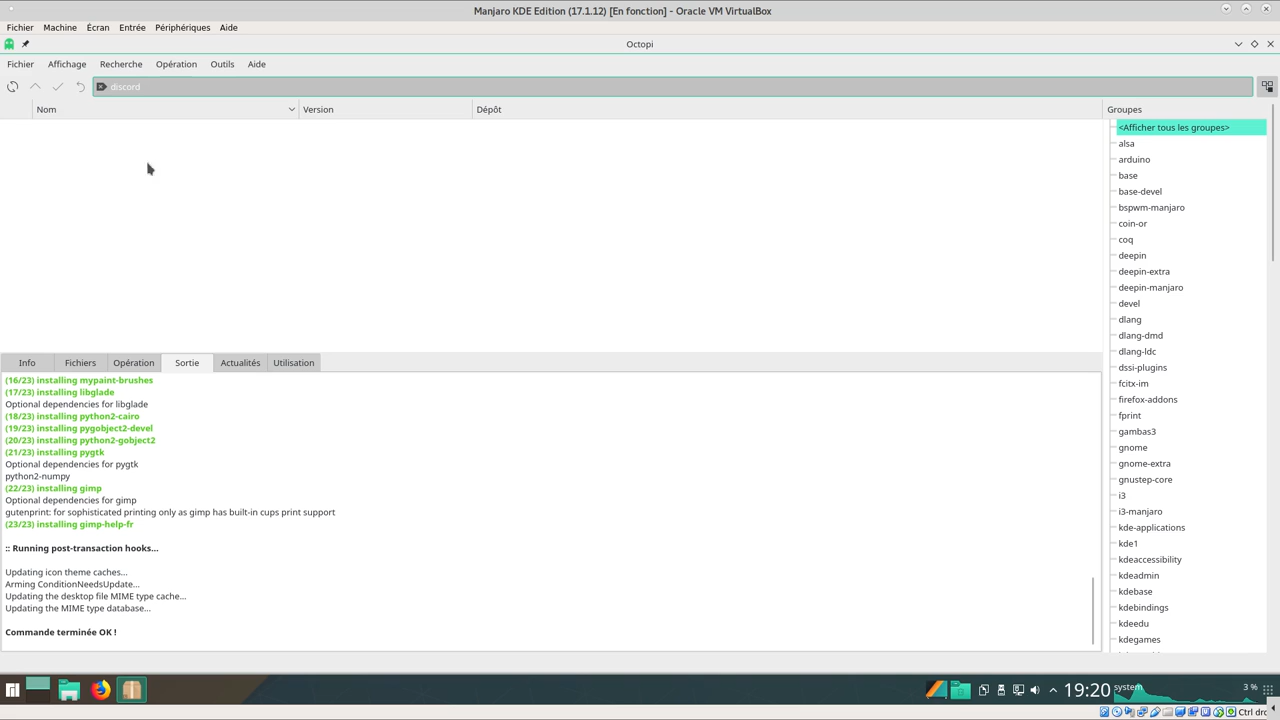 Manjaro KDE Edition (17.1.12) [En fonction] - Oracle VM VirtualBox
Fichier Machine Écran Entrée Périphériques Aide
Octopi
Fichier Affichage Recherche Opération Outils Aide
discord
Nom Version Dépôt Groupes
<Afficher tous les groupes>
alsa
arduino
base
base-devel
bspwm-manjaro
coin-or
coq
deepin
deepin-extra
deepin-manjaro
devel
dlang
dlang-dmd
dlang-ldc
dssi-plugins
fcitx-im
firefox-addons
fprint
gambas3
gnome
gnome-extra
gnustep-core
i3
i3-manjaro
kde-applications
kde1
kdeaccessibility
kdeadmin
kdebase
kdebindings
kdeedu
kdegames
Info Fichiers Opération Sortie Actualités Utilisation
(16/23) installing mypaint-brushes
(17/23) installing libglade
Optional dependencies for libglade
(18/23) installing python2-cairo
(19/23) installing pygobject2-devel
(20/23) installing python2-gobject2
(21/23) installing pygtk
Optional dependencies for pygtk
python2-numpy
(22/23) installing gimp
Optional dependencies for gimp
gutenprint: for sophisticated printing only as gimp has built-in cups print support
(23/23) installing gimp-help-fr
:: Running post-transaction hooks...
Updating icon theme caches...
Arming ConditionNeedsUpdate...
Updating the desktop file MIME type cache...
Updating the MIME type database...
Commande terminée OK !
19:20 system 3 %
Ctrl drc